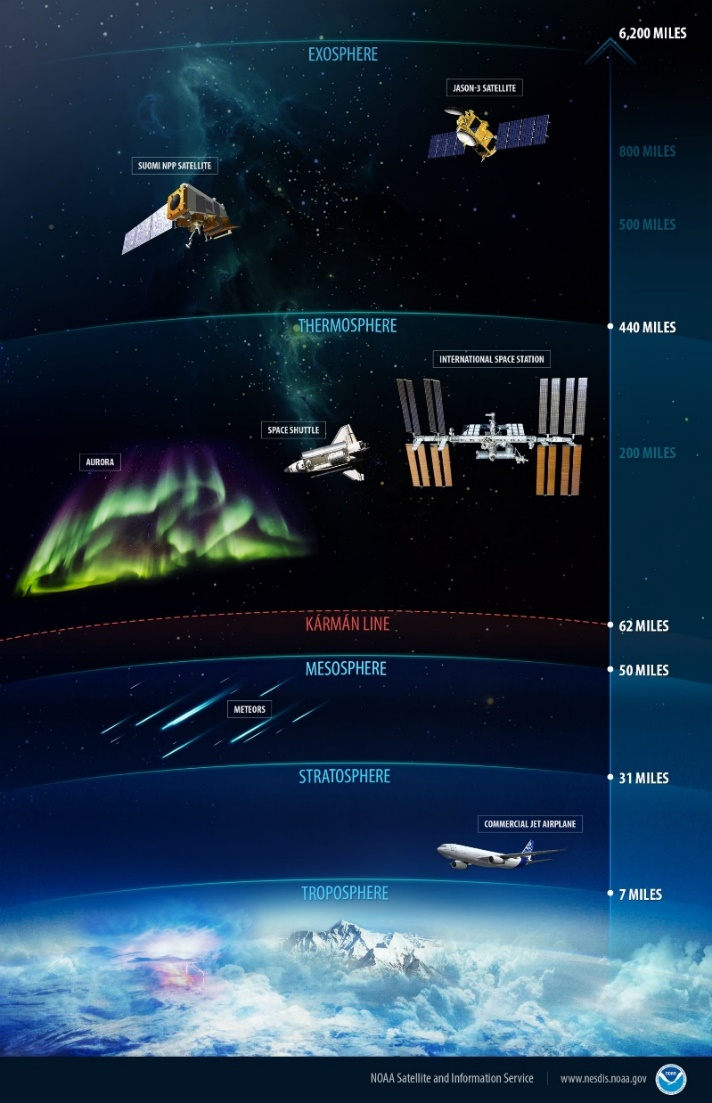 6,200 MILES
EXOSPHERE
JASON-3 SATELLITE
800 MILES
SUOMI NPP SATELLITE
500 MILES
THERMOSPHERE
440 MILES
INTERNATIONAL SPACE STATION
SPACE SHUTTLE
200 MILES
AURORA
KÁRMÁN LINE
62 MILES
MESOSPHERE
50 MILES
METEORS
STRATOSPHERE
31 MILES
COMMERCIAL JET AIRPLANE
TROPOSPHERE
7 MILES
NOAA Satellite and Information Service
www.nesdis.noaa.gov
NOAA